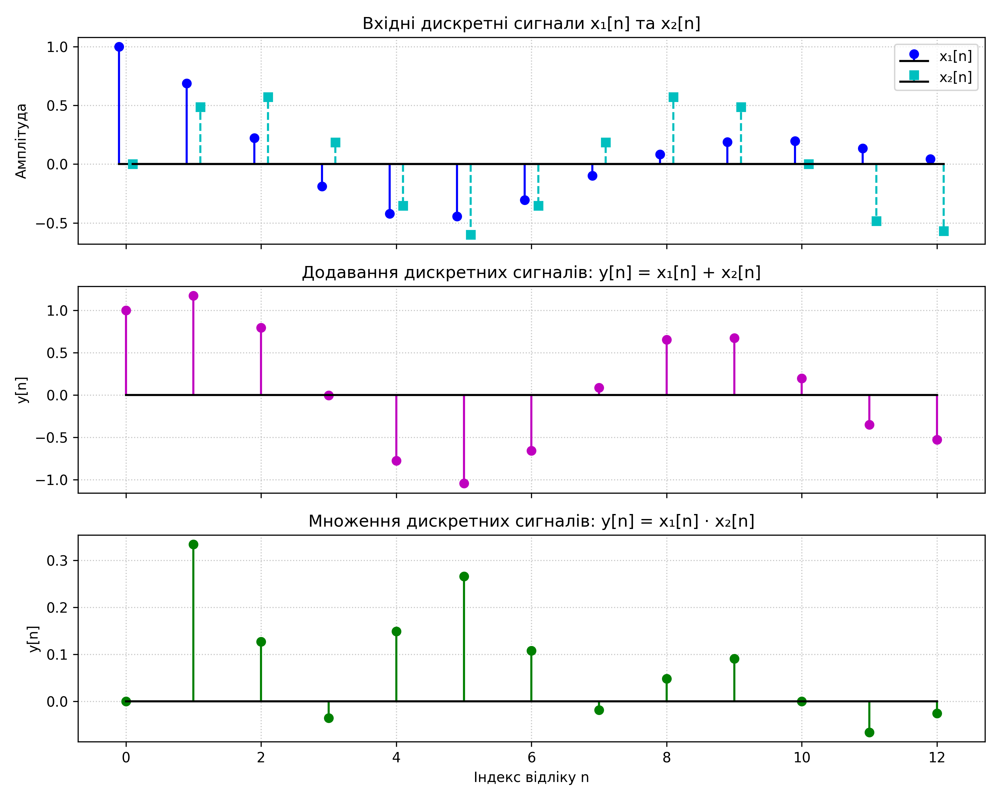 Вхідні дискретні сигнали x₁[n] та x₂[n]
1.0
0.5
0.0
−0.5
Амплітуда
x₁[n]
x₂[n]
Додавання дискретних сигналів: y[n] = x₁[n] + x₂[n]
1.0
0.5
0.0
−0.5
−1.0
y[n]
Множення дискретних сигналів: y[n] = x₁[n] · x₂[n]
0.3
0.2
0.1
0.0
y[n]
0 2 4 6 8 10 12
Індекс відліку n